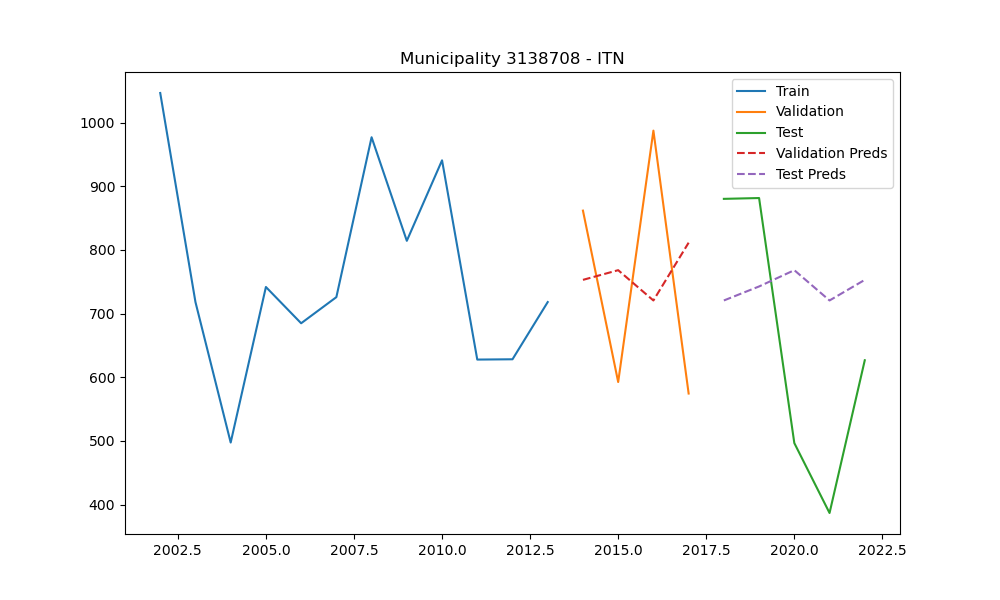 Municipality 3138708 - ITN
Train
Validation
Test
Validation Preds
Test Preds
1000
900
800
700
600
500
400
2002.5 2005.0 2007.5 2010.0 2012.5 2015.0 2017.5 2020.0 2022.5